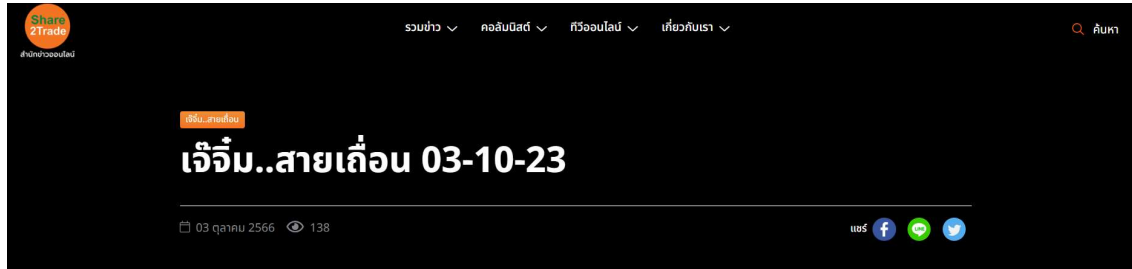 Share
2Trade
สำนักข่าวออนไลน์
รวมข่าว คอลัมนิสต์ ทีวีออนไลน์ เกี่ยวกับเรา ค้นหา
เจ๊จิ๋ม..สายเถื่อน
เจ๊จิ๋ม..สายเถื่อน 03-10-23
03 ตุลาคม 2566 138 แชร์
LINE